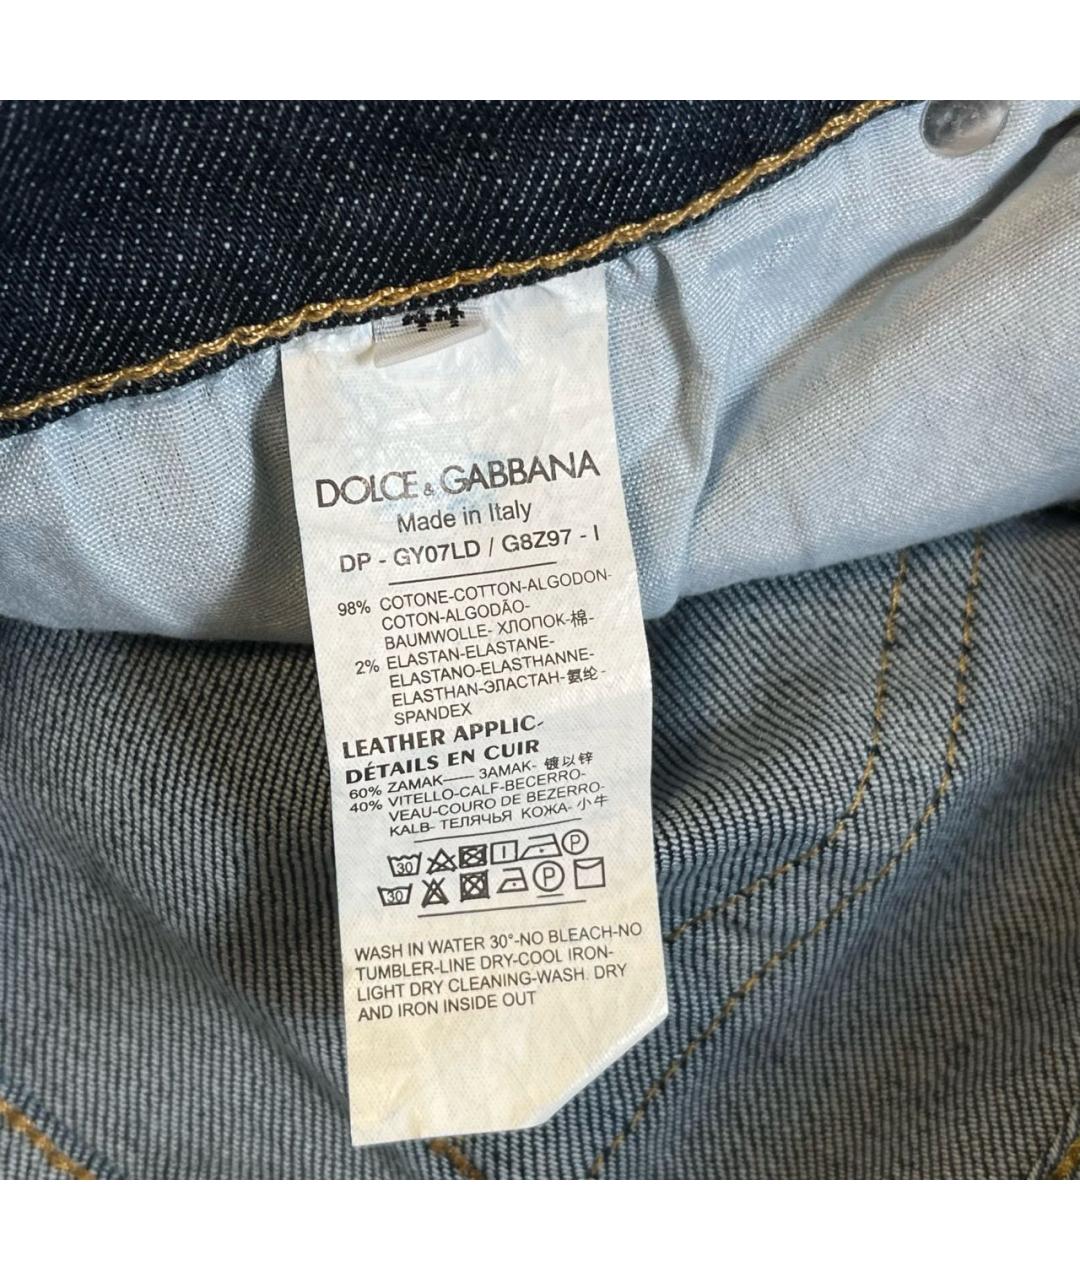 44
DOLCE & GABBANA
Made in Italy
DP - GY07LD / G8Z97 - I
98% COTONE-COTTON-ALGODON-
COTON-ALGODÃO-
BAUMWOLLE- ХЛОПОК-棉-
2% ELASTAN-ELASTANE-
ELASTANO-ELASTHANNE-
ELASTHAN-ЭЛАСТАН-氨纶-
SPANDEX
LEATHER APPLIC-
DÉTAILS EN CUIR
60% ZAMAK—— ЗАМАК- 镀以锌
40% VITELLO-CALF-BECERRO-
VEAU-COURO DE BEZERRO-
KALB- ТЕЛЯЧЬЯ КОЖА- 小牛
30 P
30 P
WASH IN WATER 30°-NO BLEACH-NO
TUMBLER-LINE DRY-COOL IRON-
LIGHT DRY CLEANING-WASH. DRY
AND IRON INSIDE OUT